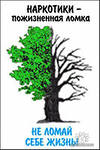 НАРКОТИКИ –
пожизненная ломка
НЕ ЛОМАЙ
СЕБЕ ЖИЗНЬ!